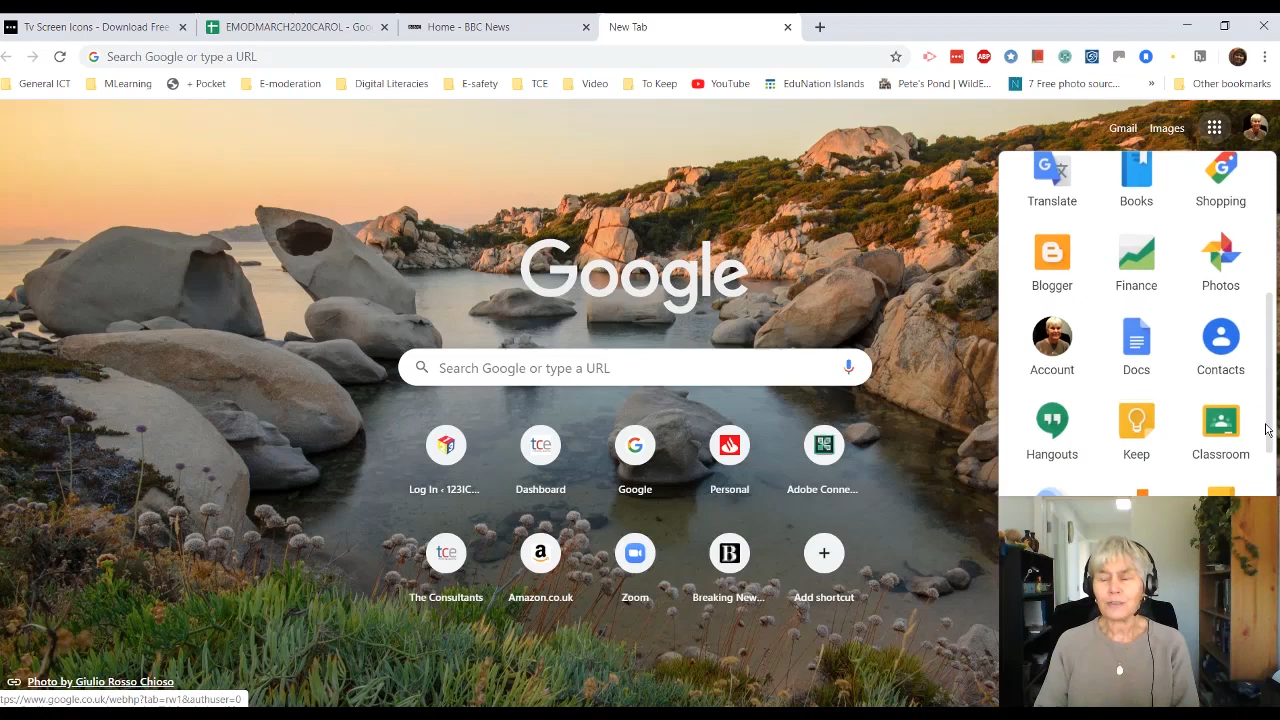 Tv Screen Icons - Download Free
EMODMARCH2020CAROL - Goo
Home - BBC News
New Tab
Search Google or type a URL
General ICT
MLearning
+ Pocket
E-moderation
Digital Literacies
E-safety
TCE
Video
To Keep
YouTube
EduNation Islands
Pete's Pond | WildE...
7 Free photo sourc...
»
Other bookmarks
Gmail
Images
Translate
Books
Shopping
Blogger
Finance
Photos
Account
Docs
Contacts
Hangouts
Keep
Classroom
Google
Search Google or type a URL
Log In ‹ 123IC...
Dashboard
Google
Personal
Adobe Conne...
The Consultants
Amazon.co.uk
Zoom
Breaking New...
Add shortcut
Photo by Giulio Rosso Chioso
tps://www.google.co.uk/webhp?tab=rw1&authuser=0